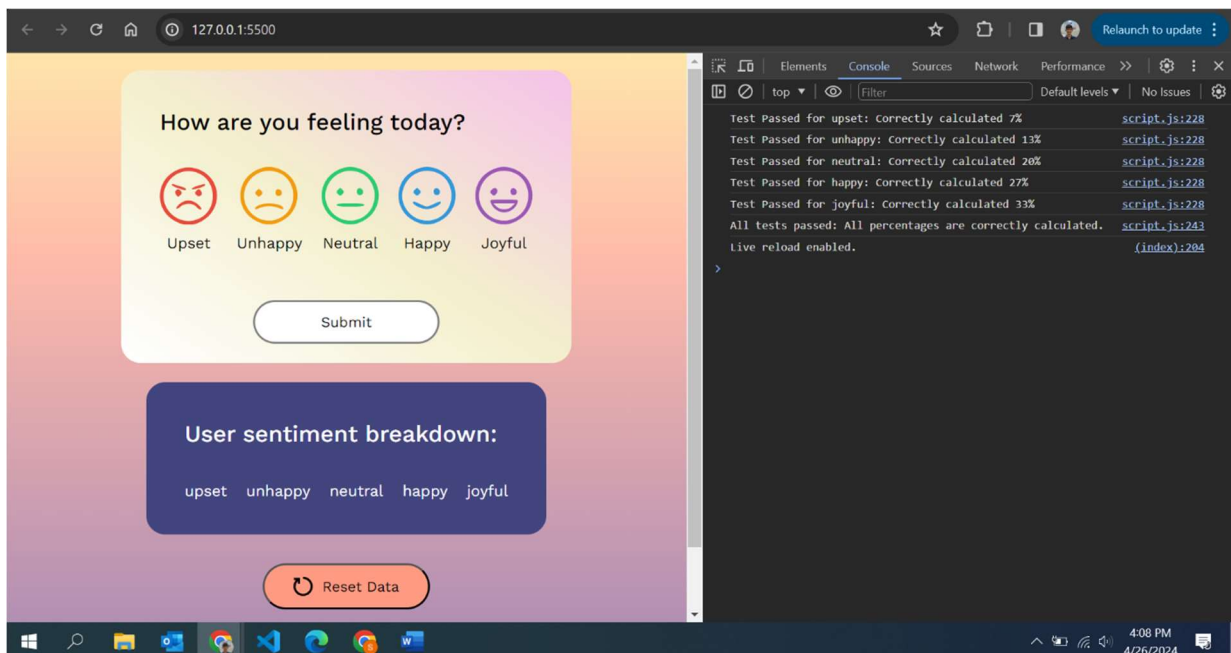 127.0.0.1:5500
Relaunch to update
How are you feeling today?
Upset Unhappy Neutral Happy Joyful
Submit
User sentiment breakdown:
upset unhappy neutral happy joyful
Reset Data
Elements Console Sources Network Performance
top Filter Default levels No Issues
Test Passed for upset: Correctly calculated 7% script.js:228
Test Passed for unhappy: Correctly calculated 13% script.js:228
Test Passed for neutral: Correctly calculated 20% script.js:228
Test Passed for happy: Correctly calculated 27% script.js:228
Test Passed for joyful: Correctly calculated 33% script.js:228
All tests passed: All percentages are correctly calculated. script.js:243
Live reload enabled. (index):204
4:08 PM
4/26/2024